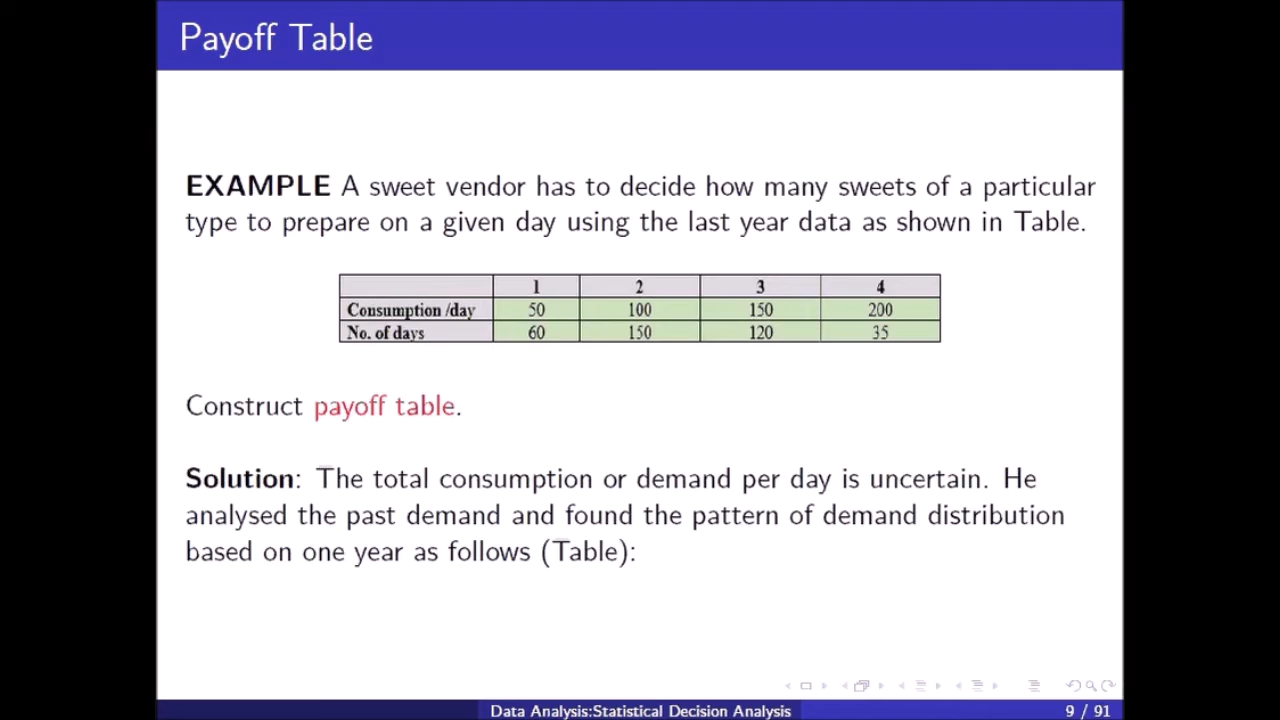 Payoff Table
EXAMPLE A sweet vendor has to decide how many sweets of a particular
type to prepare on a given day using the last year data as shown in Table.
1 2 3 4
Consumption /day 50 100 150 200
No. of days 60 150 120 35
Construct payoff table.
Solution: The total consumption or demand per day is uncertain. He
analysed the past demand and found the pattern of demand distribution
based on one year as follows (Table):
Data Analysis:Statistical Decision Analysis 9 / 91